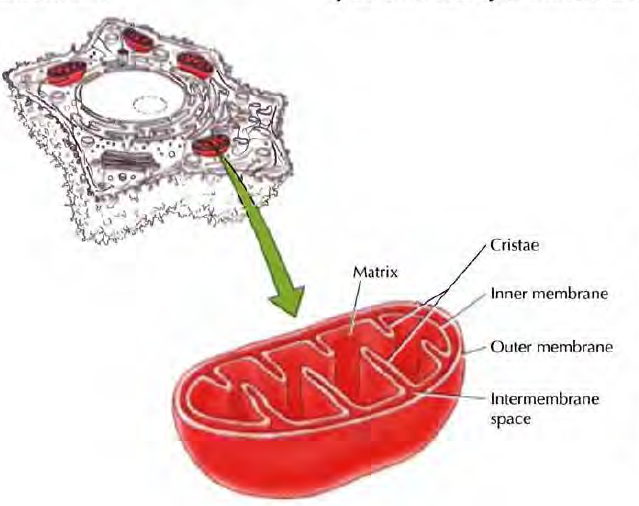 Matrix
Cristae
Inner membrane
Outer membrane
Intermembrane
space